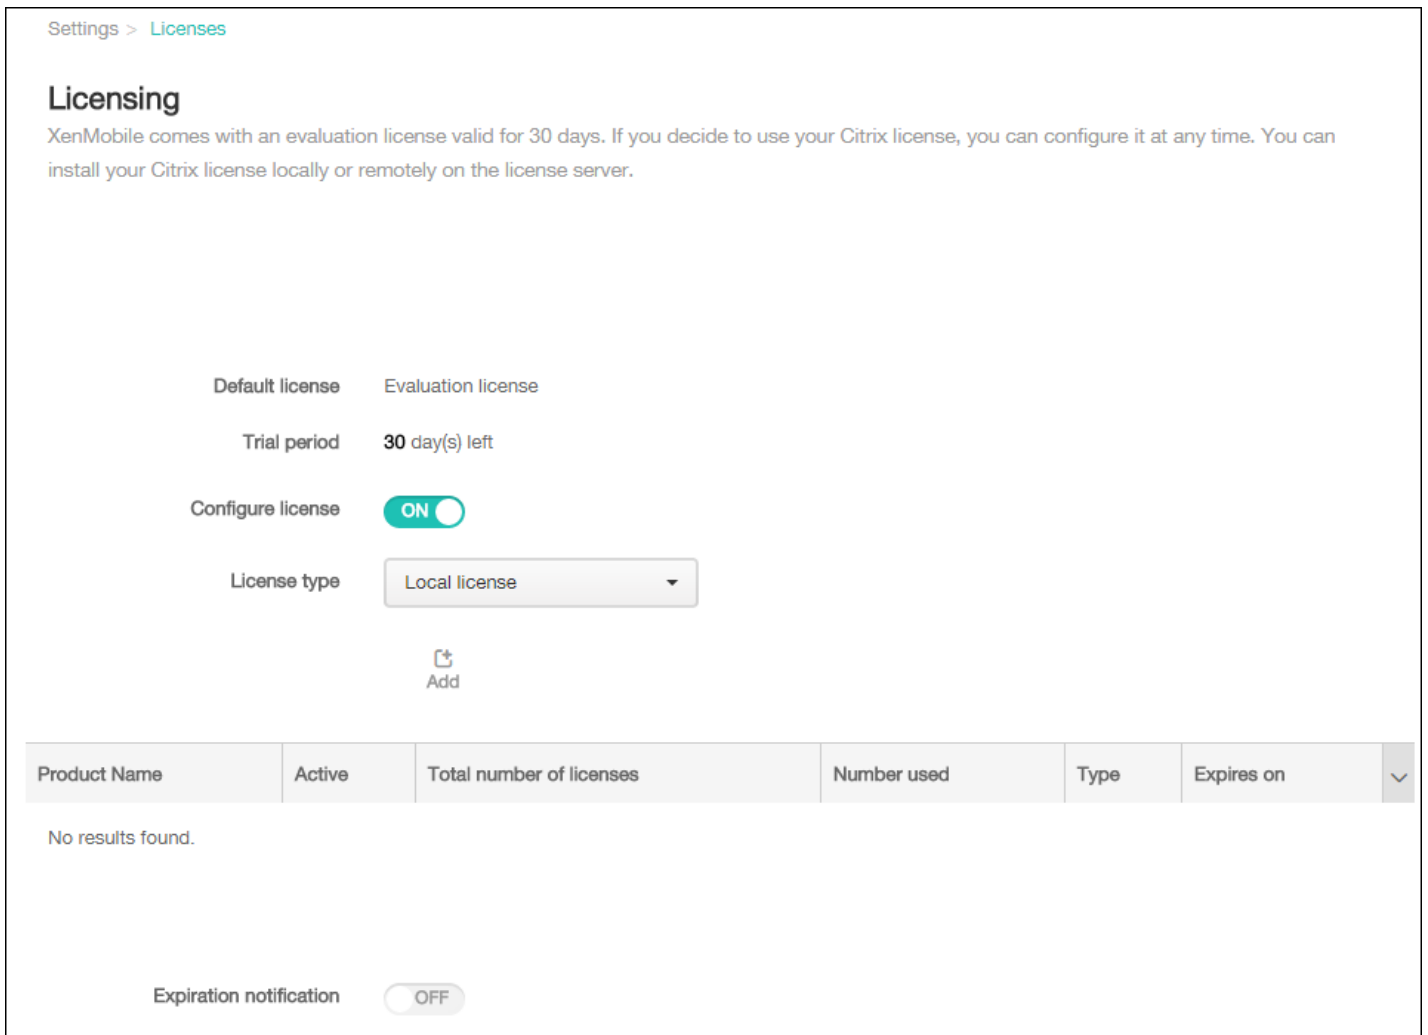 Settings > Licenses
Licensing
XenMobile comes with an evaluation license valid for 30 days. If you decide to use your Citrix license, you can configure it at any time. You can
install your Citrix license locally or remotely on the license server.
Default license Evaluation license
Trial period 30 day(s) left
Configure license ON
License type Local license
Add
Product Name Active Total number of licenses Number used Type Expires on
No results found.
Expiration notification OFF